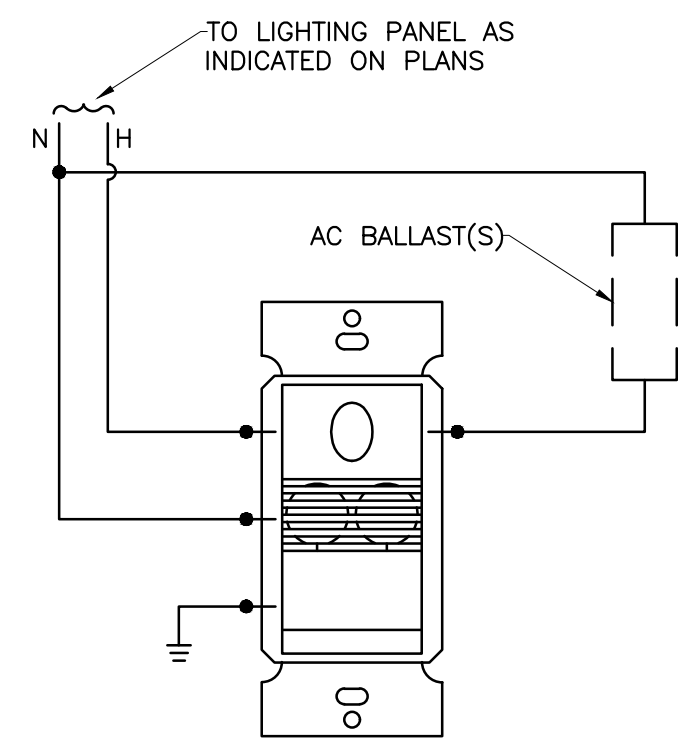 TO LIGHTING PANEL AS
INDICATED ON PLANS
N H
AC BALLAST(S)